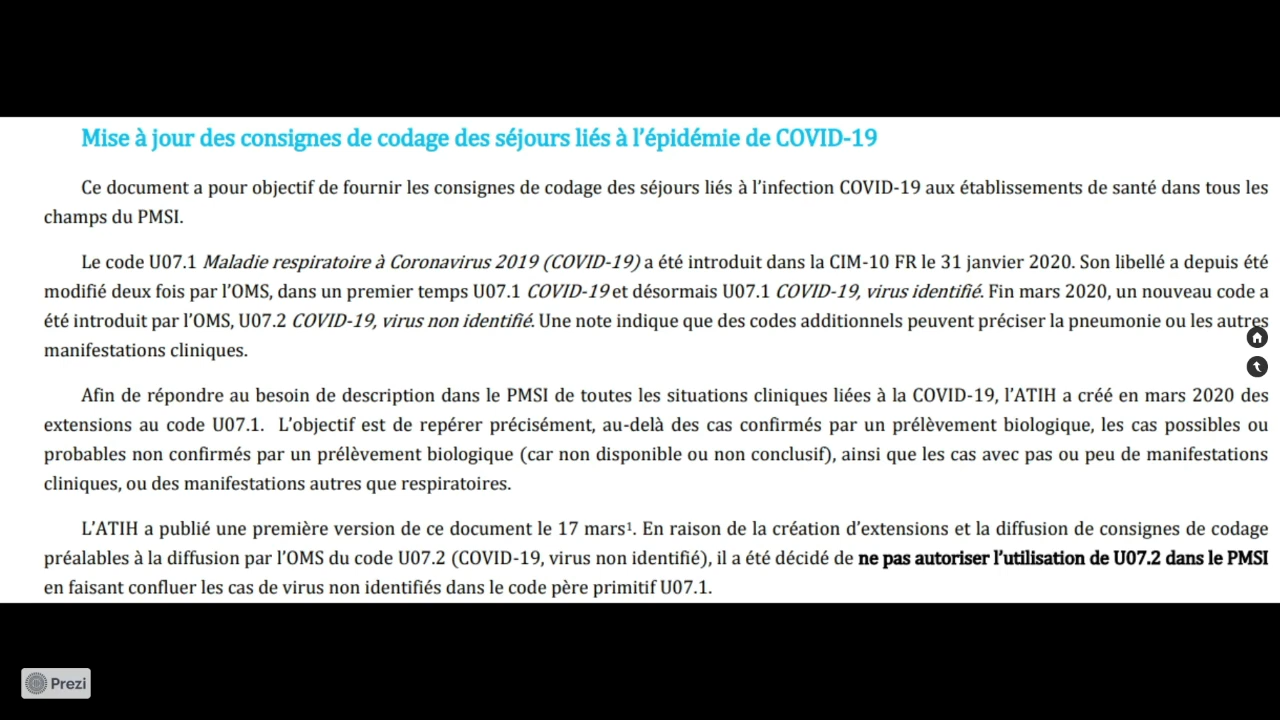 Mise à jour des consignes de codage des séjours liés à l'épidémie de COVID-19
Ce document a pour objectif de fournir les consignes de codage des séjours liés à l'infection COVID-19 aux établissements de santé dans tous les
champs du PMSI.
Le code U07.1 Maladie respiratoire à Coronavirus 2019 (COVID-19) a été introduit dans la CIM-10 FR le 31 janvier 2020. Son libellé a depuis été
modifié deux fois par l'OMS, dans un premier temps U07.1 COVID-19 et désormais U07.1 COVID-19, virus identifié. Fin mars 2020, un nouveau code a
été introduit par l'OMS, U07.2 COVID-19, virus non identifié. Une note indique que des codes additionnels peuvent préciser la pneumonie ou les autres
manifestations cliniques.
Afin de répondre au besoin de description dans le PMSI de toutes les situations cliniques liées à la COVID-19, l'ATIH a créé en mars 2020 des
extensions au code U07.1. L'objectif est de repérer précisément, au-delà des cas confirmés par un prélèvement biologique, les cas possibles ou
probables non confirmés par un prélèvement biologique (car non disponible ou non conclusif), ainsi que les cas avec pas ou peu de manifestations
cliniques, ou des manifestations autres que respiratoires.
L'ATIH a publié une première version de ce document le 17 mars¹. En raison de la création d'extensions et la diffusion de consignes de codage
préalables à la diffusion par l'OMS du code U07.2 (COVID-19, virus non identifié), il a été décidé de ne pas autoriser l'utilisation de U07.2 dans le PMSI
en faisant confluer les cas de virus non identifiés dans le code père primitif U07.1.
Prezi